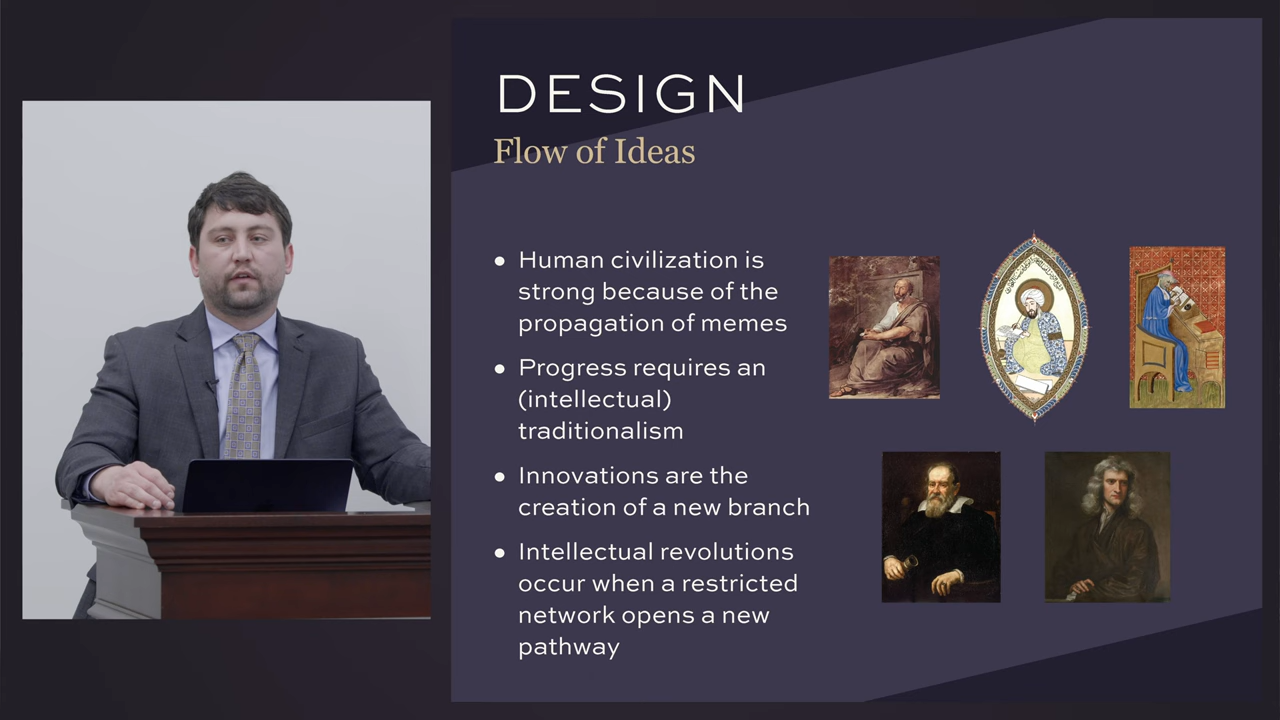 DESIGN
Flow of Ideas
● Human civilization is
strong because of the
propagation of memes
● Progress requires an
(intellectual)
traditionalism
● Innovations are the
creation of a new branch
● Intellectual revolutions
occur when a restricted
network opens a new
pathway